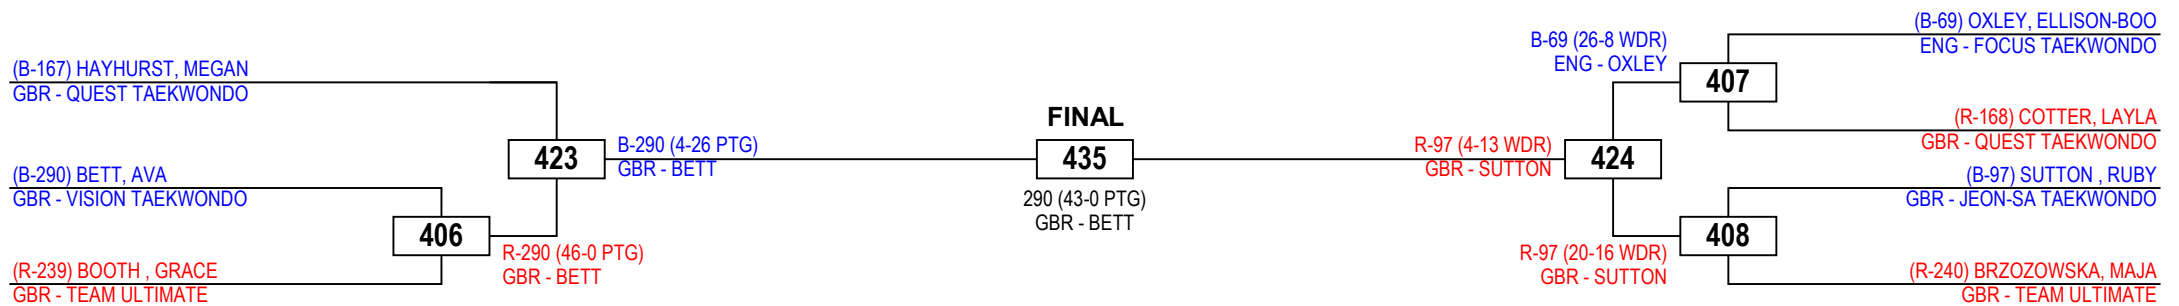 (B-167) HAYHURST, MEGAN
GBR - QUEST TAEKWONDO
(B-290) BETT, AVA
GBR - VISION TAEKWONDO
(R-239) BOOTH , GRACE
GBR - TEAM ULTIMATE
406
R-290 (46-0 PTG)
GBR - BETT
423
B-290 (4-26 PTG)
GBR - BETT
FINAL
435
290 (43-0 PTG)
GBR - BETT
R-97 (4-13 WDR)
GBR - SUTTON
424
B-69 (26-8 WDR)
ENG - OXLEY
407
R-97 (20-16 WDR)
GBR - SUTTON
408
(B-69) OXLEY, ELLISON-BOO
ENG - FOCUS TAEKWONDO
(R-168) COTTER, LAYLA
GBR - QUEST TAEKWONDO
(B-97) SUTTON , RUBY
GBR - JEON-SA TAEKWONDO
(R-240) BRZOZOWSKA, MAJA
GBR - TEAM ULTIMATE